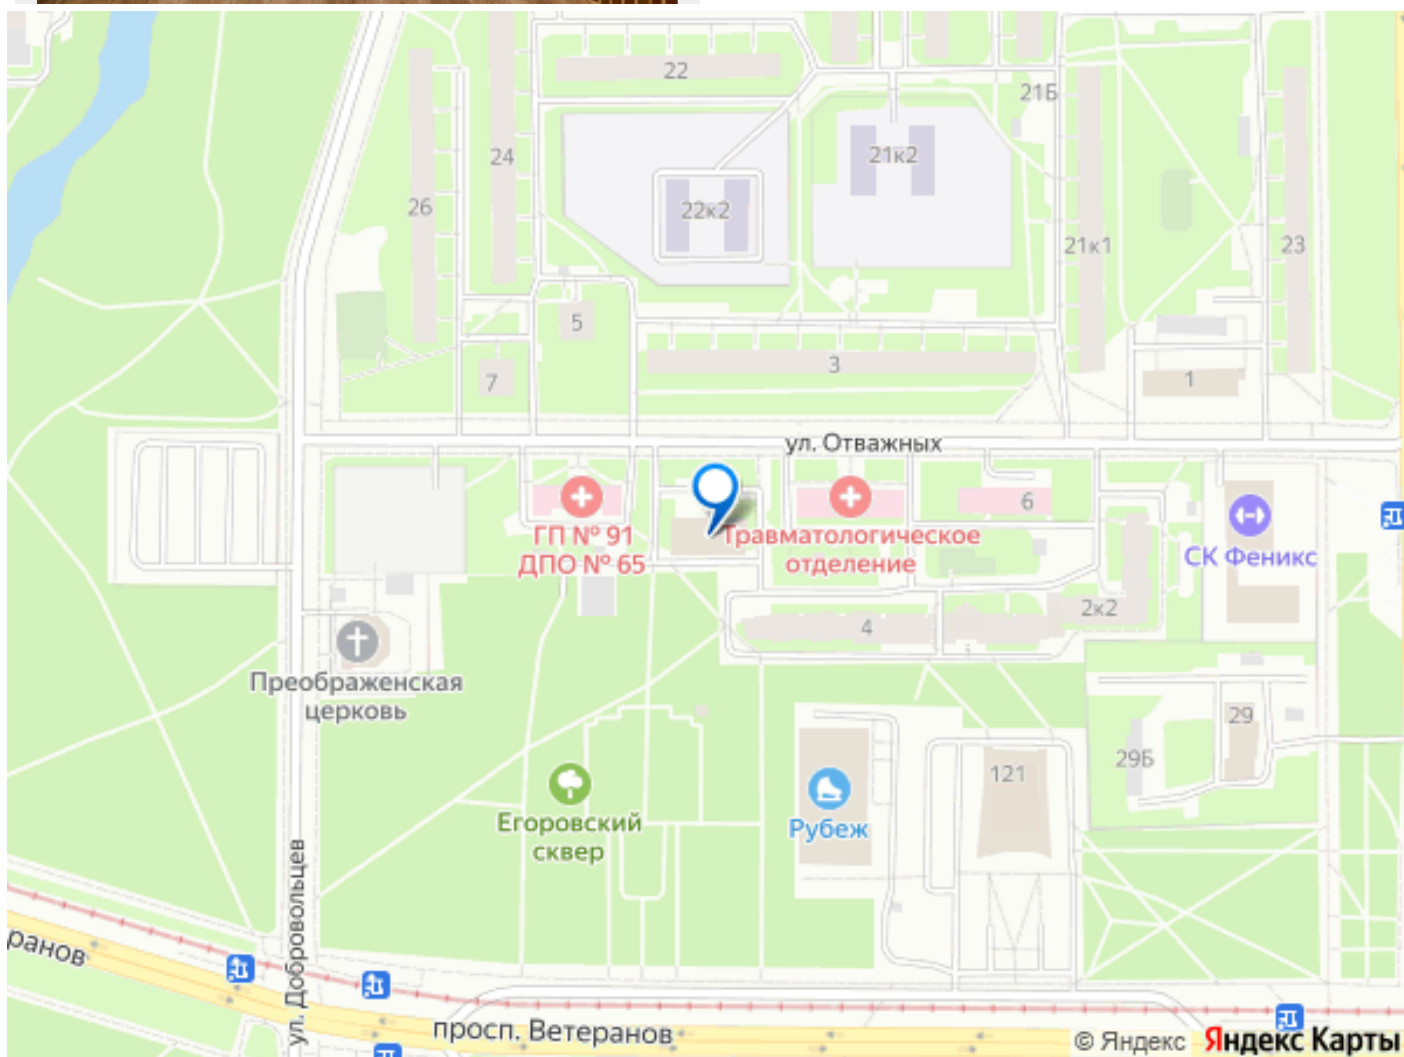 22
21Б
24
21к2
26
22к2
21к1
23
5
3
7
1
ул. Отважных
6
ГП № 91
ДПО № 65
Травматологическое
отделение
СК Феникс
2к2
4
Преображенская
церковь
29
29Б
121
Егоровский
сквер
Рубеж
ул. Добровольцев
ранов
просп. Ветеранов
© Яндекс
Яндекс Карты